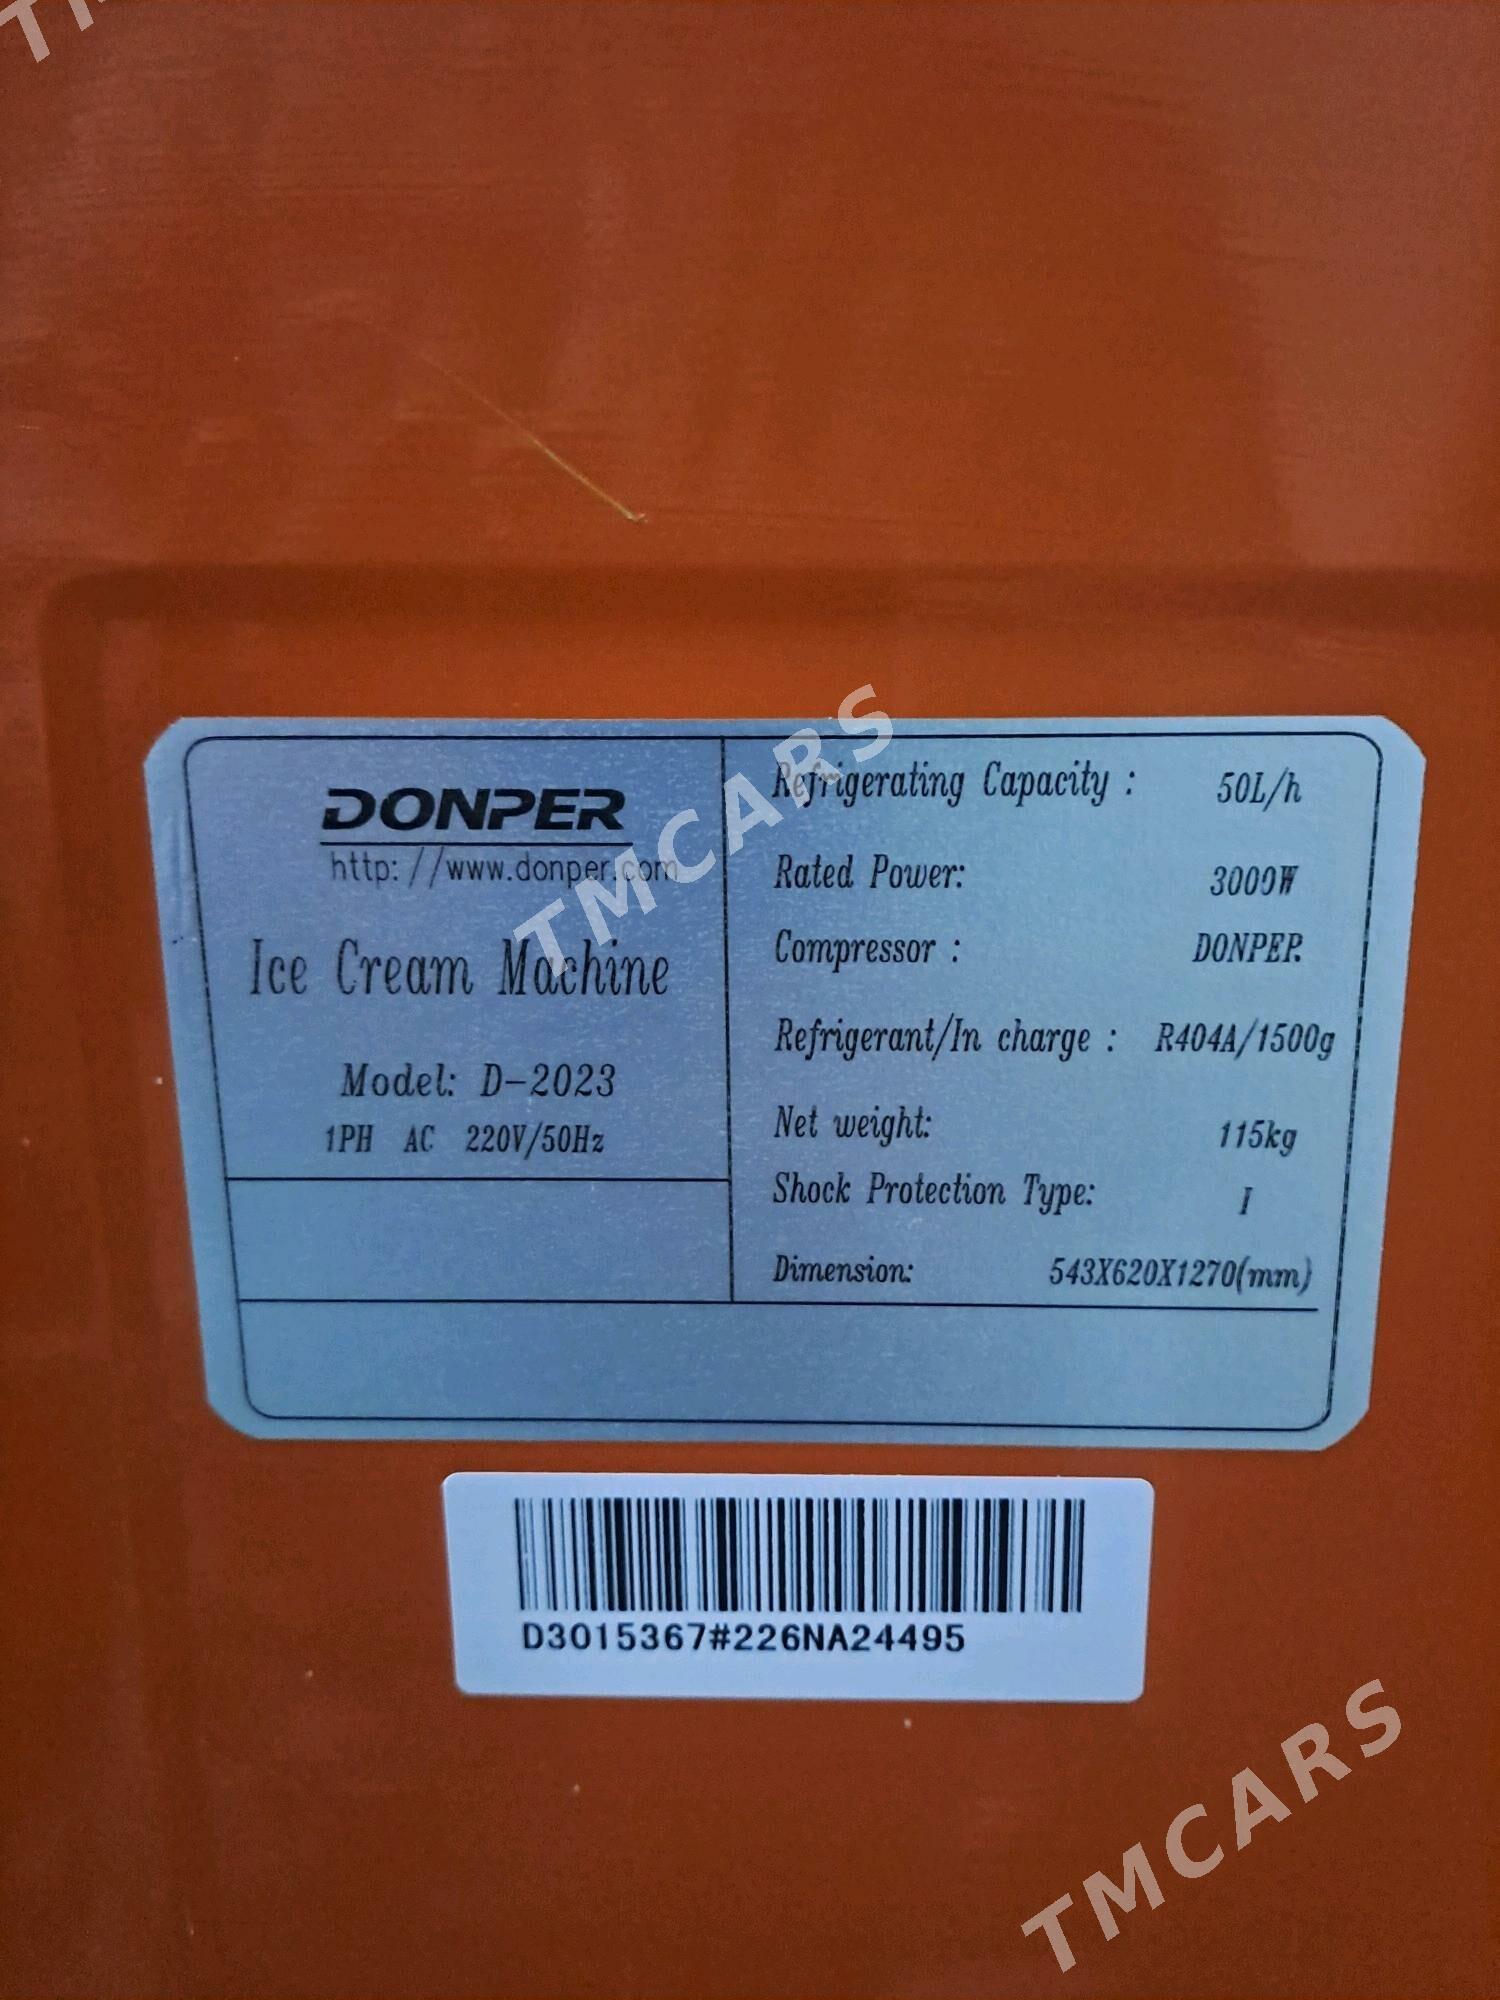 DONPER
http://www.donper.com
Ice Cream Machine
Model: D-2023
1PH AC 220V/50Hz
Refrigerating Capacity : 50L/h
Rated Power: 3000W
Compressor : DONPER
Refrigerant/In charge : R404A/1500g
Net weight: 115kg
Shock Protection Type: I
Dimension: 543X620X1270(mm)
D3015367#226NA24495
TMCARS
TMCARS